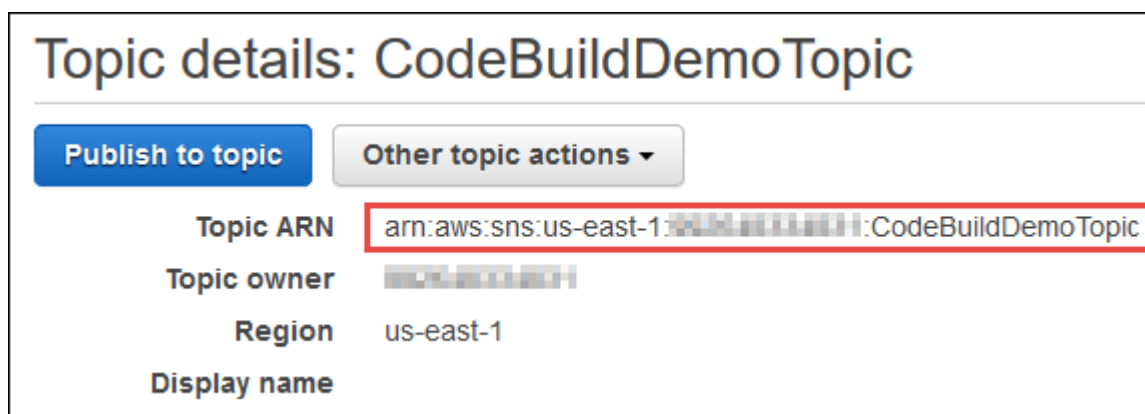 Topic details: CodeBuildDemoTopic
Publish to topic Other topic actions
Topic ARN arn:aws:sns:us-east-1: :CodeBuildDemoTopic
Topic owner
Region us-east-1
Display name